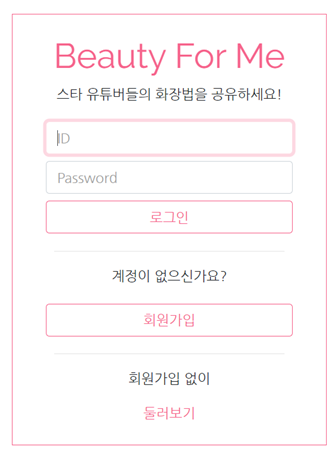 Beauty For Me
스타 유튜버들의 화장법을 공유하세요!
ID
Password
로그인
계정이 없으신가요?
회원가입
회원가입 없이
둘러보기